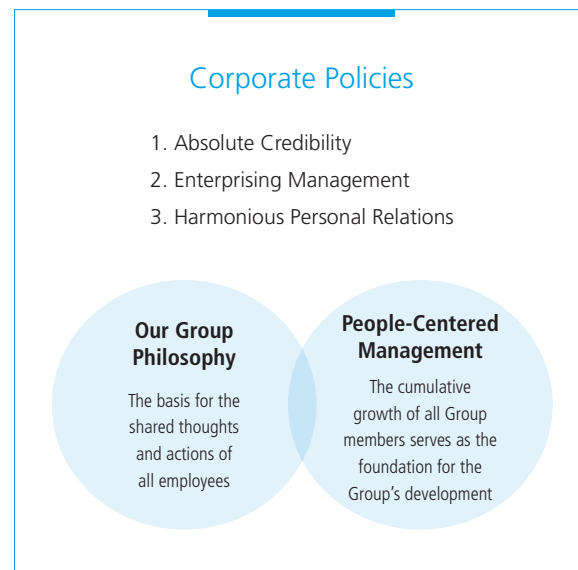 Corporate Policies
1. Absolute Credibility
2. Enterprising Management
3. Harmonious Personal Relations
Our Group
Philosophy
The basis for the
shared thoughts
and actions of
all employees
People-Centered
Management
The cumulative
growth of all Group
members serves as the
foundation for the
Group’s development